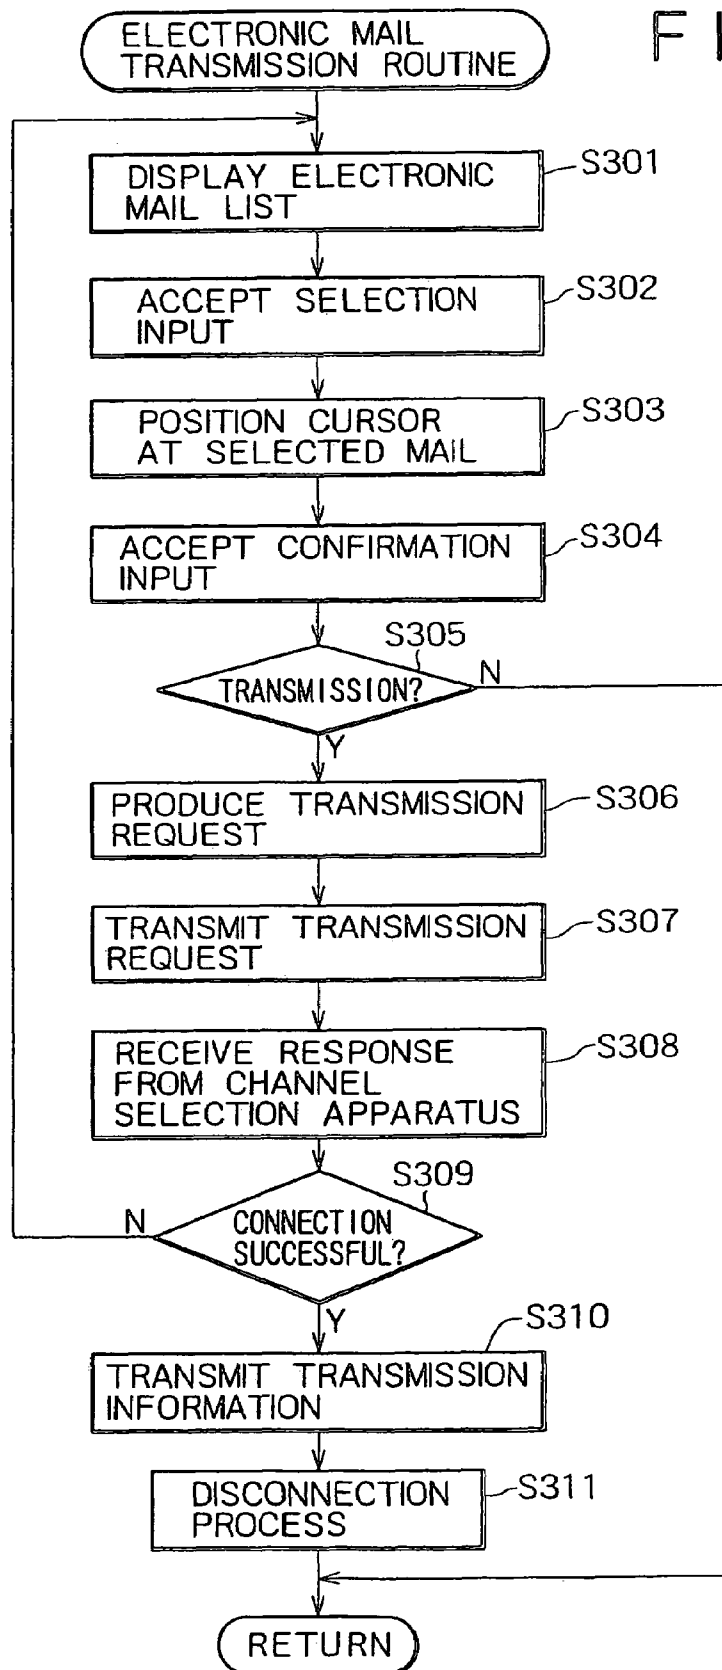 ELECTRONIC MAIL
TRANSMISSION ROUTINE
F
DISPLAY ELECTRONIC
MAIL LIST
S301
ACCEPT SELECTION
INPUT
S302
POSITION CURSOR
AT SELECTED MAIL
S303
ACCEPT CONFIRMATION
INPUT
S304
S305
TRANSMISSION?
N
Y
PRODUCE TRANSMISSION
REQUEST
S306
TRANSMIT TRANSMISSION
REQUEST
S307
RECEIVE RESPONSE
FROM CHANNEL
SELECTION APPARATUS
S308
S309
CONNECTION
SUCCESSFUL?
N
Y
S310
TRANSMIT TRANSMISSION
INFORMATION
DISCONNECTION
PROCESS
S311
RETURN